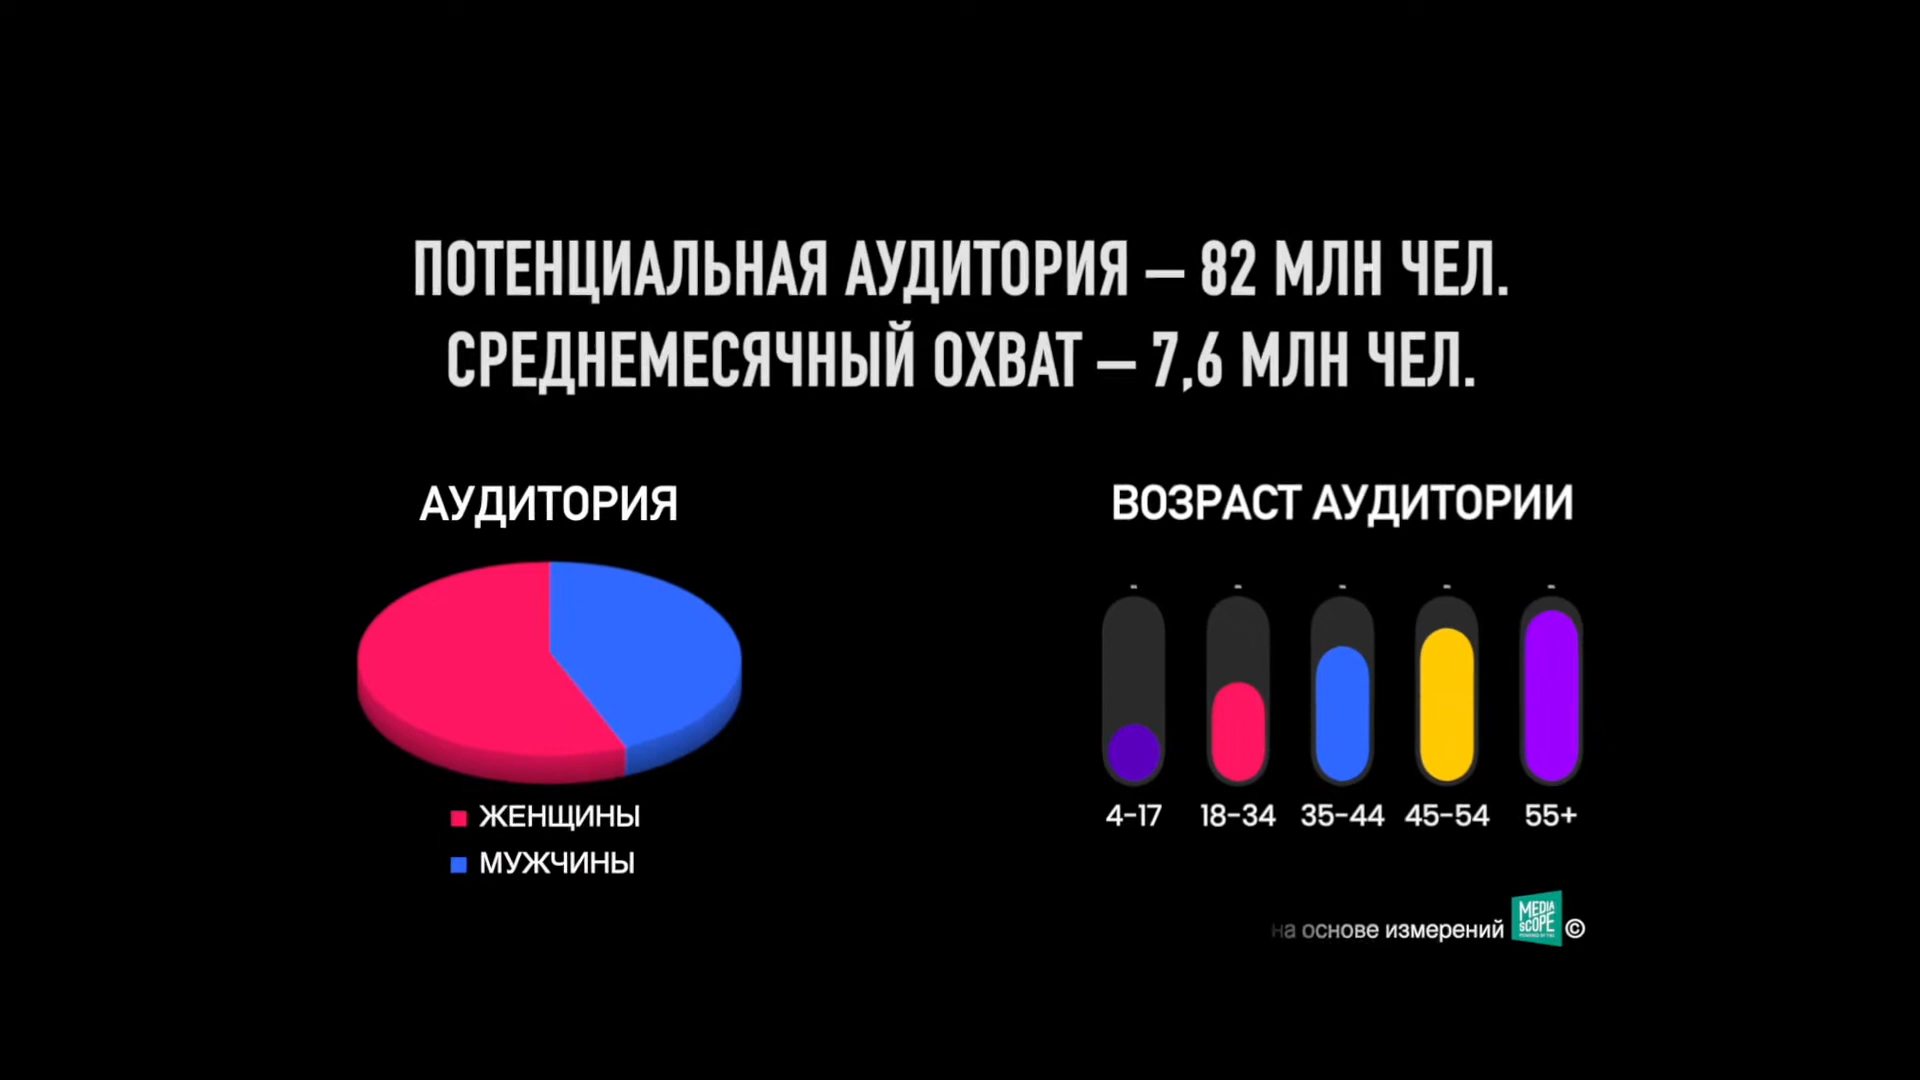 ПОТЕНЦИАЛЬНАЯ АУДИТОРИЯ – 82 МЛН ЧЕЛ.
СРЕДНЕМЕСЯЧНЫЙ ОХВАТ – 7,6 МЛН ЧЕЛ.
АУДИТОРИЯ
ЖЕНЩИНЫ
МУЖЧИНЫ
ВОЗРАСТ АУДИТОРИИ
4-17 18-34 35-44 45-54 55+
на основе измерений MEDIA SCOPE ©